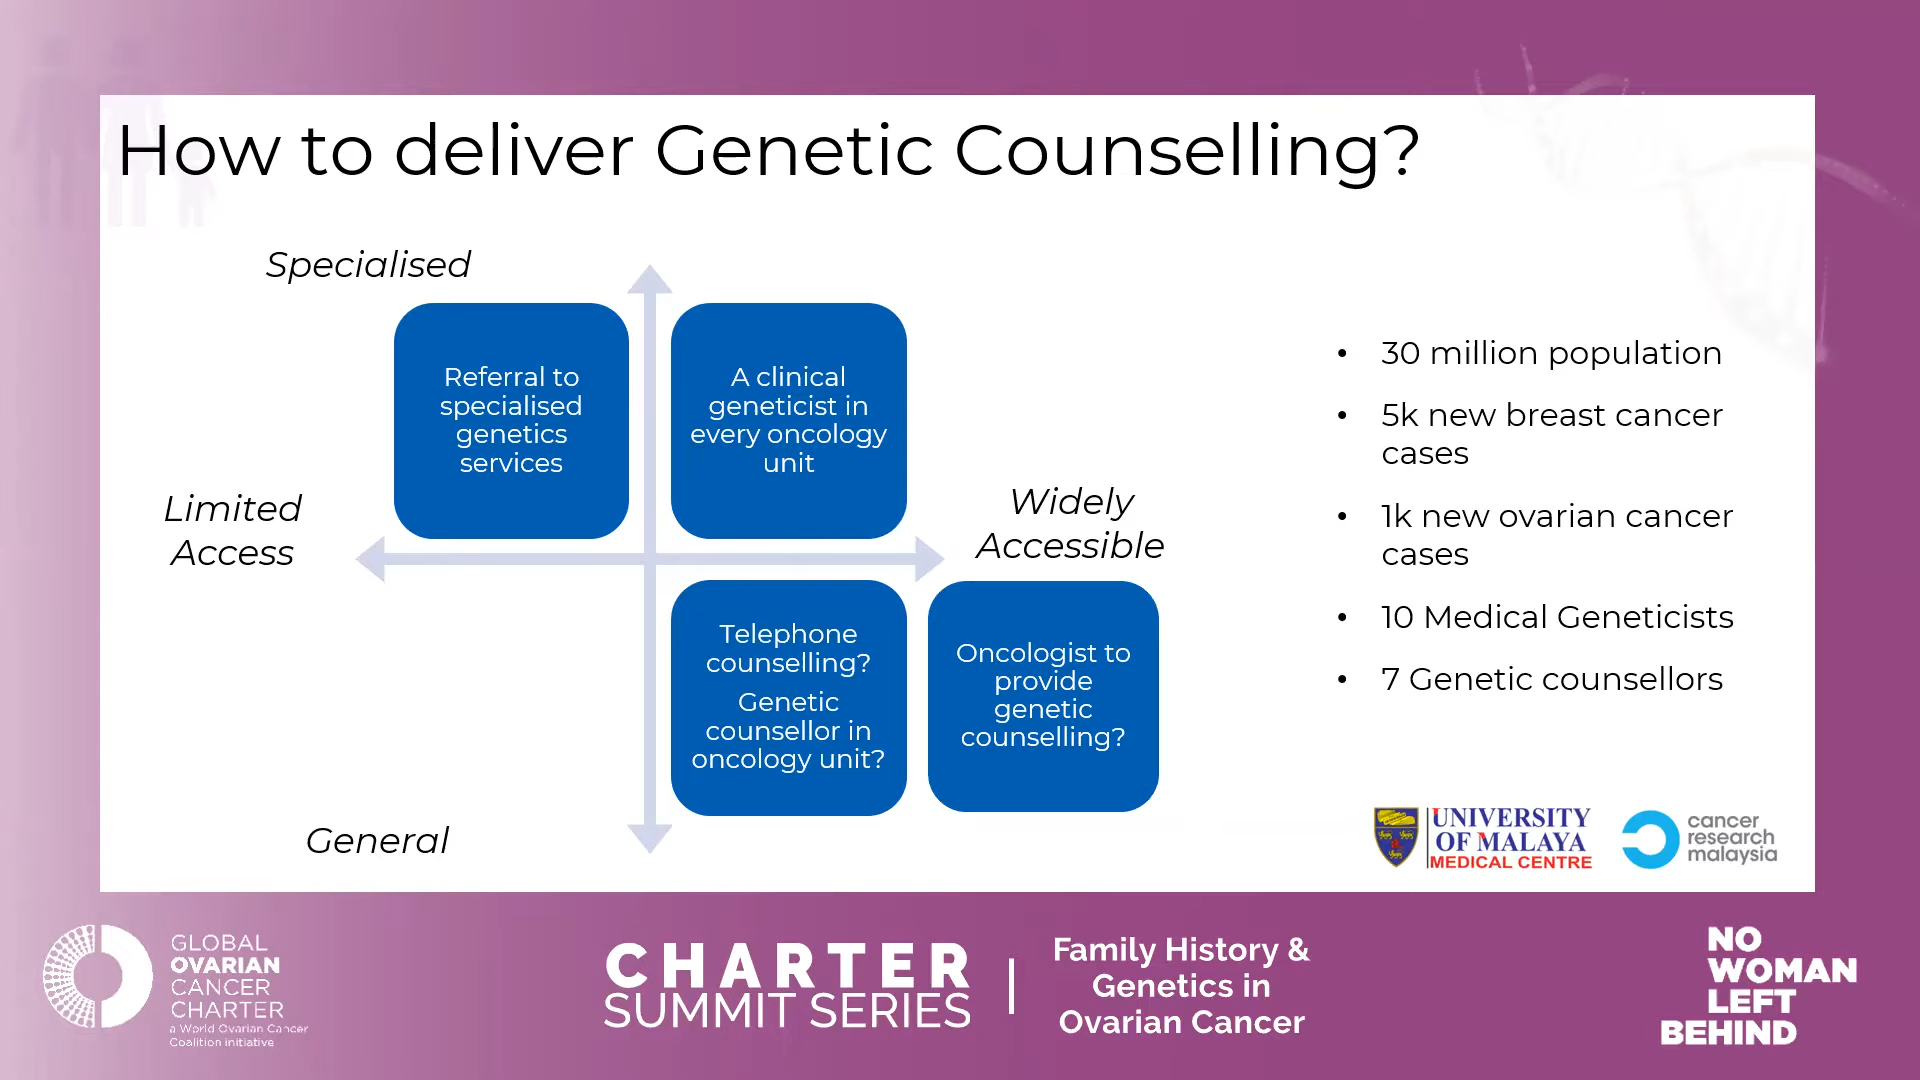 How to deliver Genetic Counselling?
Specialised
Referral to
specialised
genetics
services
A clinical
geneticist in
every oncology
unit
Limited
Access
Widely
Accessible
Telephone
counselling?
Genetic
counsellor in
oncology unit?
Oncologist to
provide
genetic
counselling?
General
• 30 million population
• 5k new breast cancer
cases
• 1k new ovarian cancer
cases
• 10 Medical Geneticists
• 7 Genetic counsellors
UNIVERSITY
OF MALAYA
MEDICAL CENTRE
cancer
research
malaysia
GLOBAL
OVARIAN
CANCER
CHARTER
a World Ovarian Cancer
Coalition initiative
CHARTER
SUMMIT SERIES
Family History &
Genetics in
Ovarian Cancer
NO
WOMAN
LEFT
BEHIND